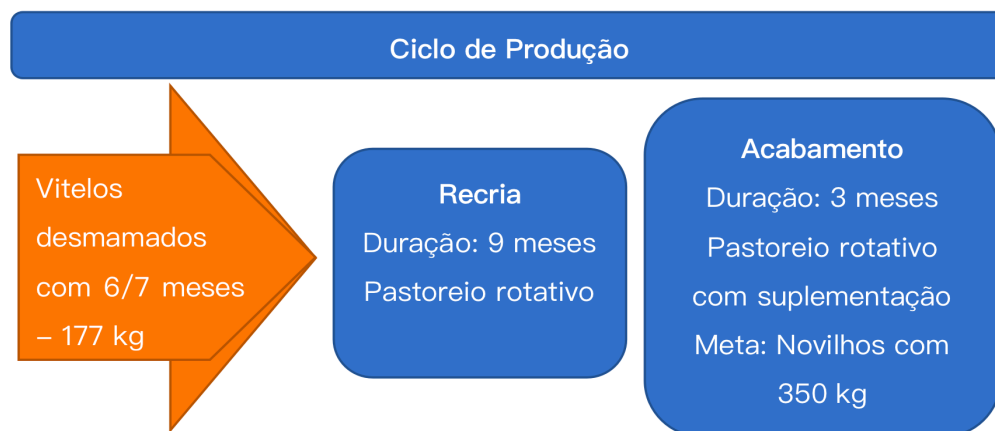 Ciclo de Produção
Vitelos
desmamados
com 6/7 meses
– 177 kg
Recria
Duração: 9 meses
Pastoreio rotativo
Acabamento
Duração: 3 meses
Pastoreio rotativo
com suplementação
Meta: Novilhos com
350 kg